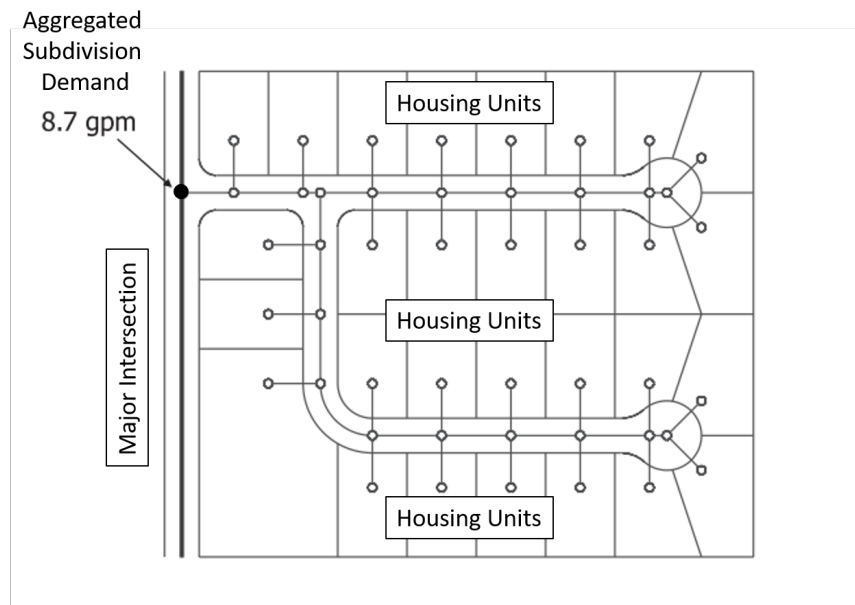 Aggregated
Subdivision
Demand
8.7 gpm
Housing Units
Major Intersection
Housing Units
Housing Units